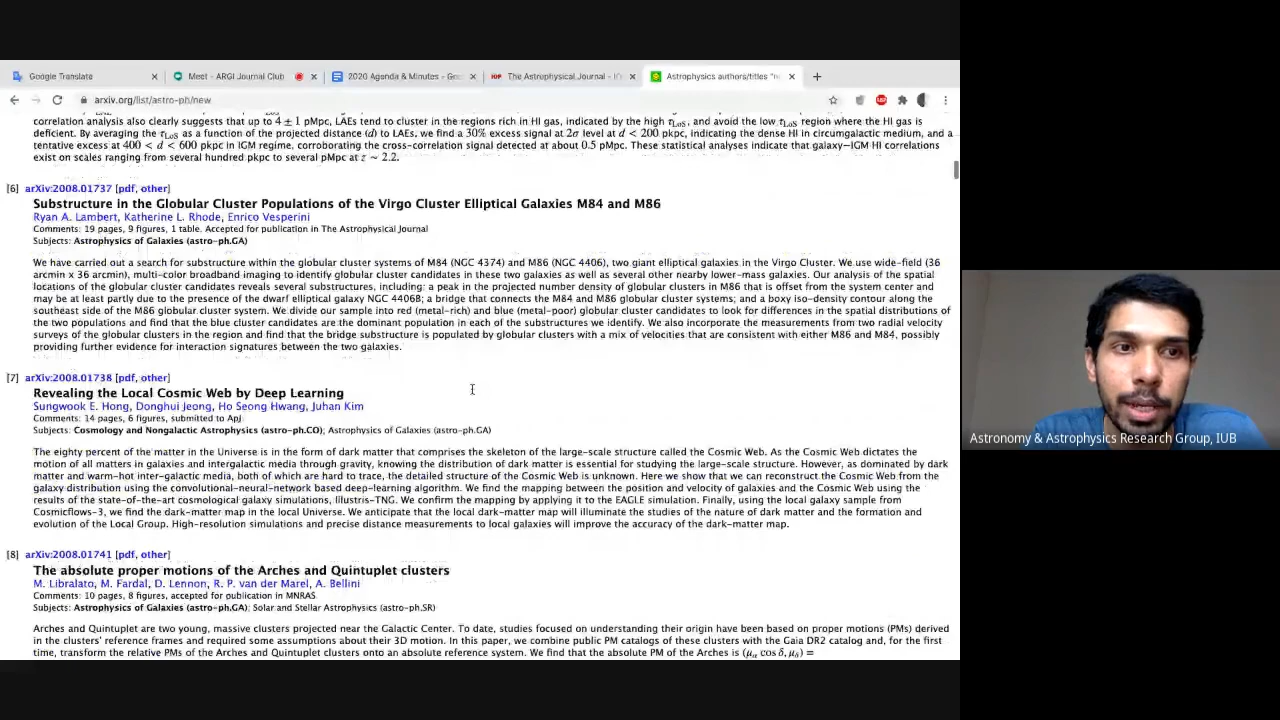 Google Translate
Meet - ARGI Journal Club
2020 Agenda & Minutes - Goo
IOP The Astrophysical Journal - IO
Astrophysics authors/titles "ne
arxiv.org/list/astro-ph/new
correlation analysis also clearly suggests that up to 4 ± 1 pMpc, LAEs tend to cluster in the regions rich in HI gas, indicated by the high τLoS, and avoid the low τLoS region where the HI gas is
deficient. By averaging the τLoS as a function of the projected distance (d) to LAEs, we find a 30% excess signal at 2σ level at d < 200 pkpc, indicating the dense HI in circumgalactic medium, and a
tentative excess at 400 < d < 600 pkpc in IGM regime, corroborating the cross-correlation signal detected at about 0.5 pMpc. These statistical analyses indicate that galaxy—IGM HI correlations
exist on scales ranging from several hundred pkpc to several pMpc at z ~ 2.2.
[6] arXiv:2008.01737 [pdf, other]
Substructure in the Globular Cluster Populations of the Virgo Cluster Elliptical Galaxies M84 and M86
Ryan A. Lambert, Katherine L. Rhode, Enrico Vesperini
Comments: 19 pages, 9 figures, 1 table. Accepted for publication in The Astrophysical Journal
Subjects: Astrophysics of Galaxies (astro-ph.GA)
We have carried out a search for substructure within the globular cluster systems of M84 (NGC 4374) and M86 (NGC 4406), two giant elliptical galaxies in the Virgo Cluster. We use wide-field (36
arcmin x 36 arcmin), multi-color broadband imaging to identify globular cluster candidates in these two galaxies as well as several other nearby lower-mass galaxies. Our analysis of the spatial
locations of the globular cluster candidates reveals several substructures, including: a peak in the projected number density of globular clusters in M86 that is offset from the system center and
may be at least partly due to the presence of the dwarf elliptical galaxy NGC 4406B; a bridge that connects the M84 and M86 globular cluster systems; and a boxy iso-density contour along the
southeast side of the M86 globular cluster system. We divide our sample into red (metal-rich) and blue (metal-poor) globular cluster candidates to look for differences in the spatial distributions of
the two populations and find that the blue cluster candidates are the dominant population in each of the substructures we identify. We also incorporate the measurements from two radial velocity
surveys of the globular clusters in the region and find that the bridge substructure is populated by globular clusters with a mix of velocities that are consistent with either M86 and M84, possibly
providing further evidence for interaction signatures between the two galaxies.
[7] arXiv:2008.01738 [pdf, other]
Revealing the Local Cosmic Web by Deep Learning
Sungwook E. Hong, Donghui Jeong, Ho Seong Hwang, Juhan Kim
Comments: 14 pages, 6 figures, submitted to ApJ
Subjects: Cosmology and Nongalactic Astrophysics (astro-ph.CO); Astrophysics of Galaxies (astro-ph.GA)
The eighty percent of the matter in the Universe is in the form of dark matter that comprises the skeleton of the large-scale structure called the Cosmic Web. As the Cosmic Web dictates the
motion of all matters in galaxies and intergalactic media through gravity, knowing the distribution of dark matter is essential for studying the large-scale structure. However, as dominated by dark
matter and warm-hot inter-galactic media, both of which are hard to trace, the detailed structure of the Cosmic Web is unknown. Here we show that we can reconstruct the Cosmic Web from the
galaxy distribution using the convolutional-neural-network based deep-learning algorithm. We find the mapping between the position and velocity of galaxies and the Cosmic Web using the
results of the state-of-the-art cosmological galaxy simulations, Illustris-TNG. We confirm the mapping by applying it to the EAGLE simulation. Finally, using the local galaxy sample from
Cosmicflows-3, we find the dark-matter map in the local Universe. We anticipate that the local dark-matter map will illuminate the studies of the nature of dark matter and the formation and
evolution of the Local Group. High-resolution simulations and precise distance measurements to local galaxies will improve the accuracy of the dark-matter map.
[8] arXiv:2008.01741 [pdf, other]
The absolute proper motions of the Arches and Quintuplet clusters
M. Libralato, M. Fardal, D. Lennon, R. P. van der Marel, A. Bellini
Comments: 10 pages, 8 figures, accepted for publication in MNRAS
Subjects: Astrophysics of Galaxies (astro-ph.GA); Solar and Stellar Astrophysics (astro-ph.SR)
Arches and Quintuplet are two young, massive clusters projected near the Galactic Center. To date, studies focused on understanding their origin have been based on proper motions (PMs) derived
in the clusters' reference frames and required some assumptions about their 3D motion. In this paper, we combine public PM catalogs of these clusters with the Gaia DR2 catalog and, for the first
time, transform the relative PMs of the Arches and Quintuplet clusters onto an absolute reference system. We find that the absolute PM of the Arches is (μα cos δ, μδ) =
Astronomy & Astrophysics Research Group, IUB